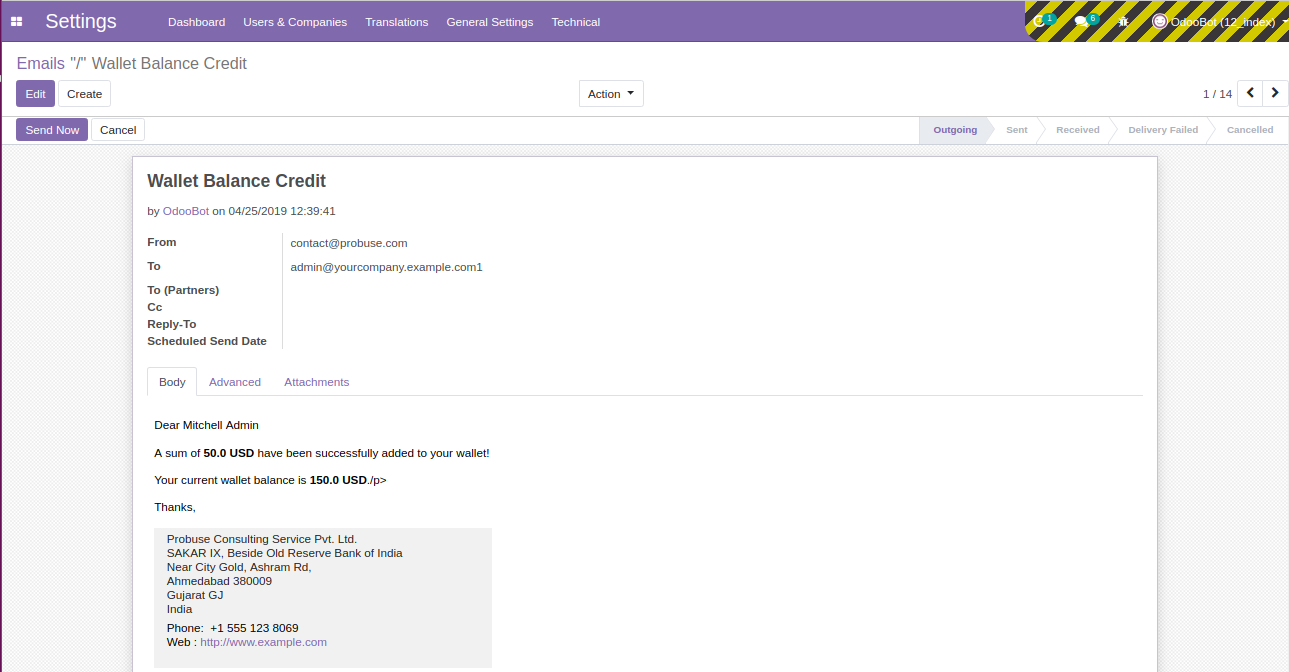 Settings Dashboard Users & Companies Translations General Settings Technical 1 6 OdooBot (12_index)
Emails "/" Wallet Balance Credit
Edit Create Action 1 / 14
Send Now Cancel Outgoing Sent Received Delivery Failed Cancelled
Wallet Balance Credit
by OdooBot on 04/25/2019 12:39:41
From contact@probuse.com
To admin@yourcompany.example.com1
To (Partners)
Cc
Reply-To
Scheduled Send Date
Body Advanced Attachments
Dear Mitchell Admin
A sum of 50.0 USD have been successfully added to your wallet!
Your current wallet balance is 150.0 USD./p>
Thanks,
Probuse Consulting Service Pvt. Ltd.
SAKAR IX, Beside Old Reserve Bank of India
Near City Gold, Ashram Rd,
Ahmedabad 380009
Gujarat GJ
India
Phone: +1 555 123 8069
Web : http://www.example.com